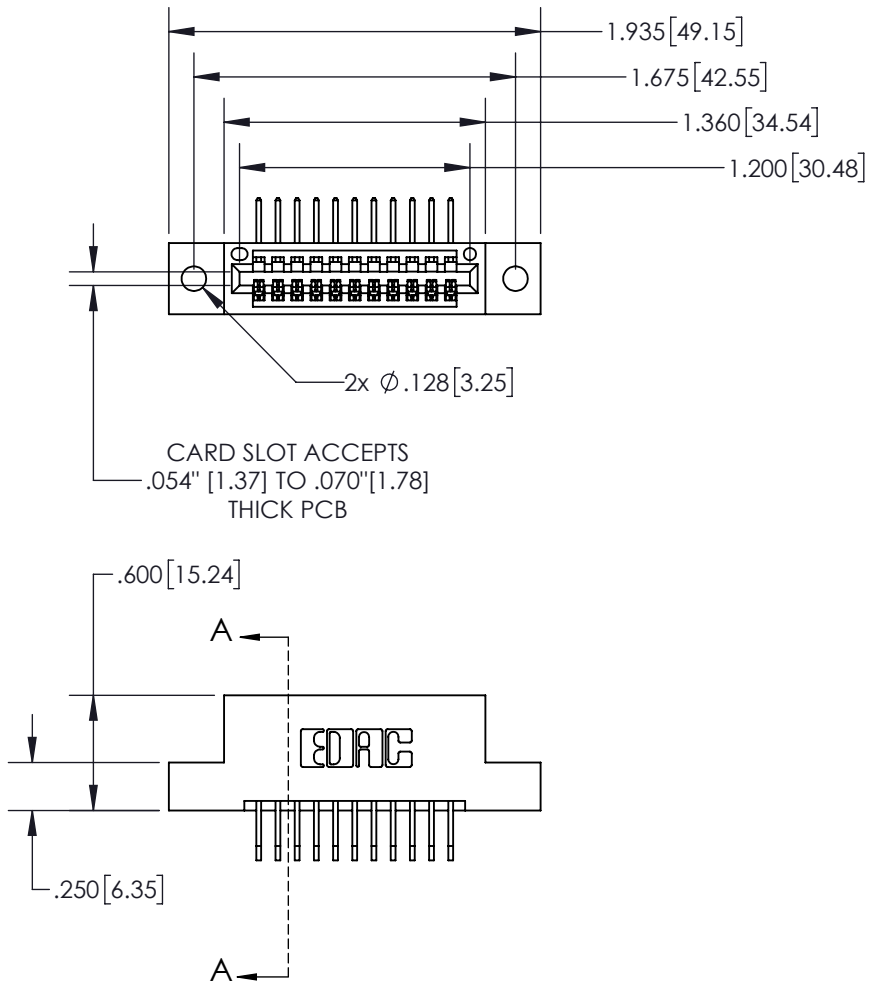 1.935[49.15]
1.675[42.55]
1.360[34.54]
1.200[30.48]
2x Ø.128[3.25]
CARD SLOT ACCEPTS
.054" [1.37] TO .070"[1.78]
THICK PCB
.600[15.24]
A
EDAC
.250[6.35]
A